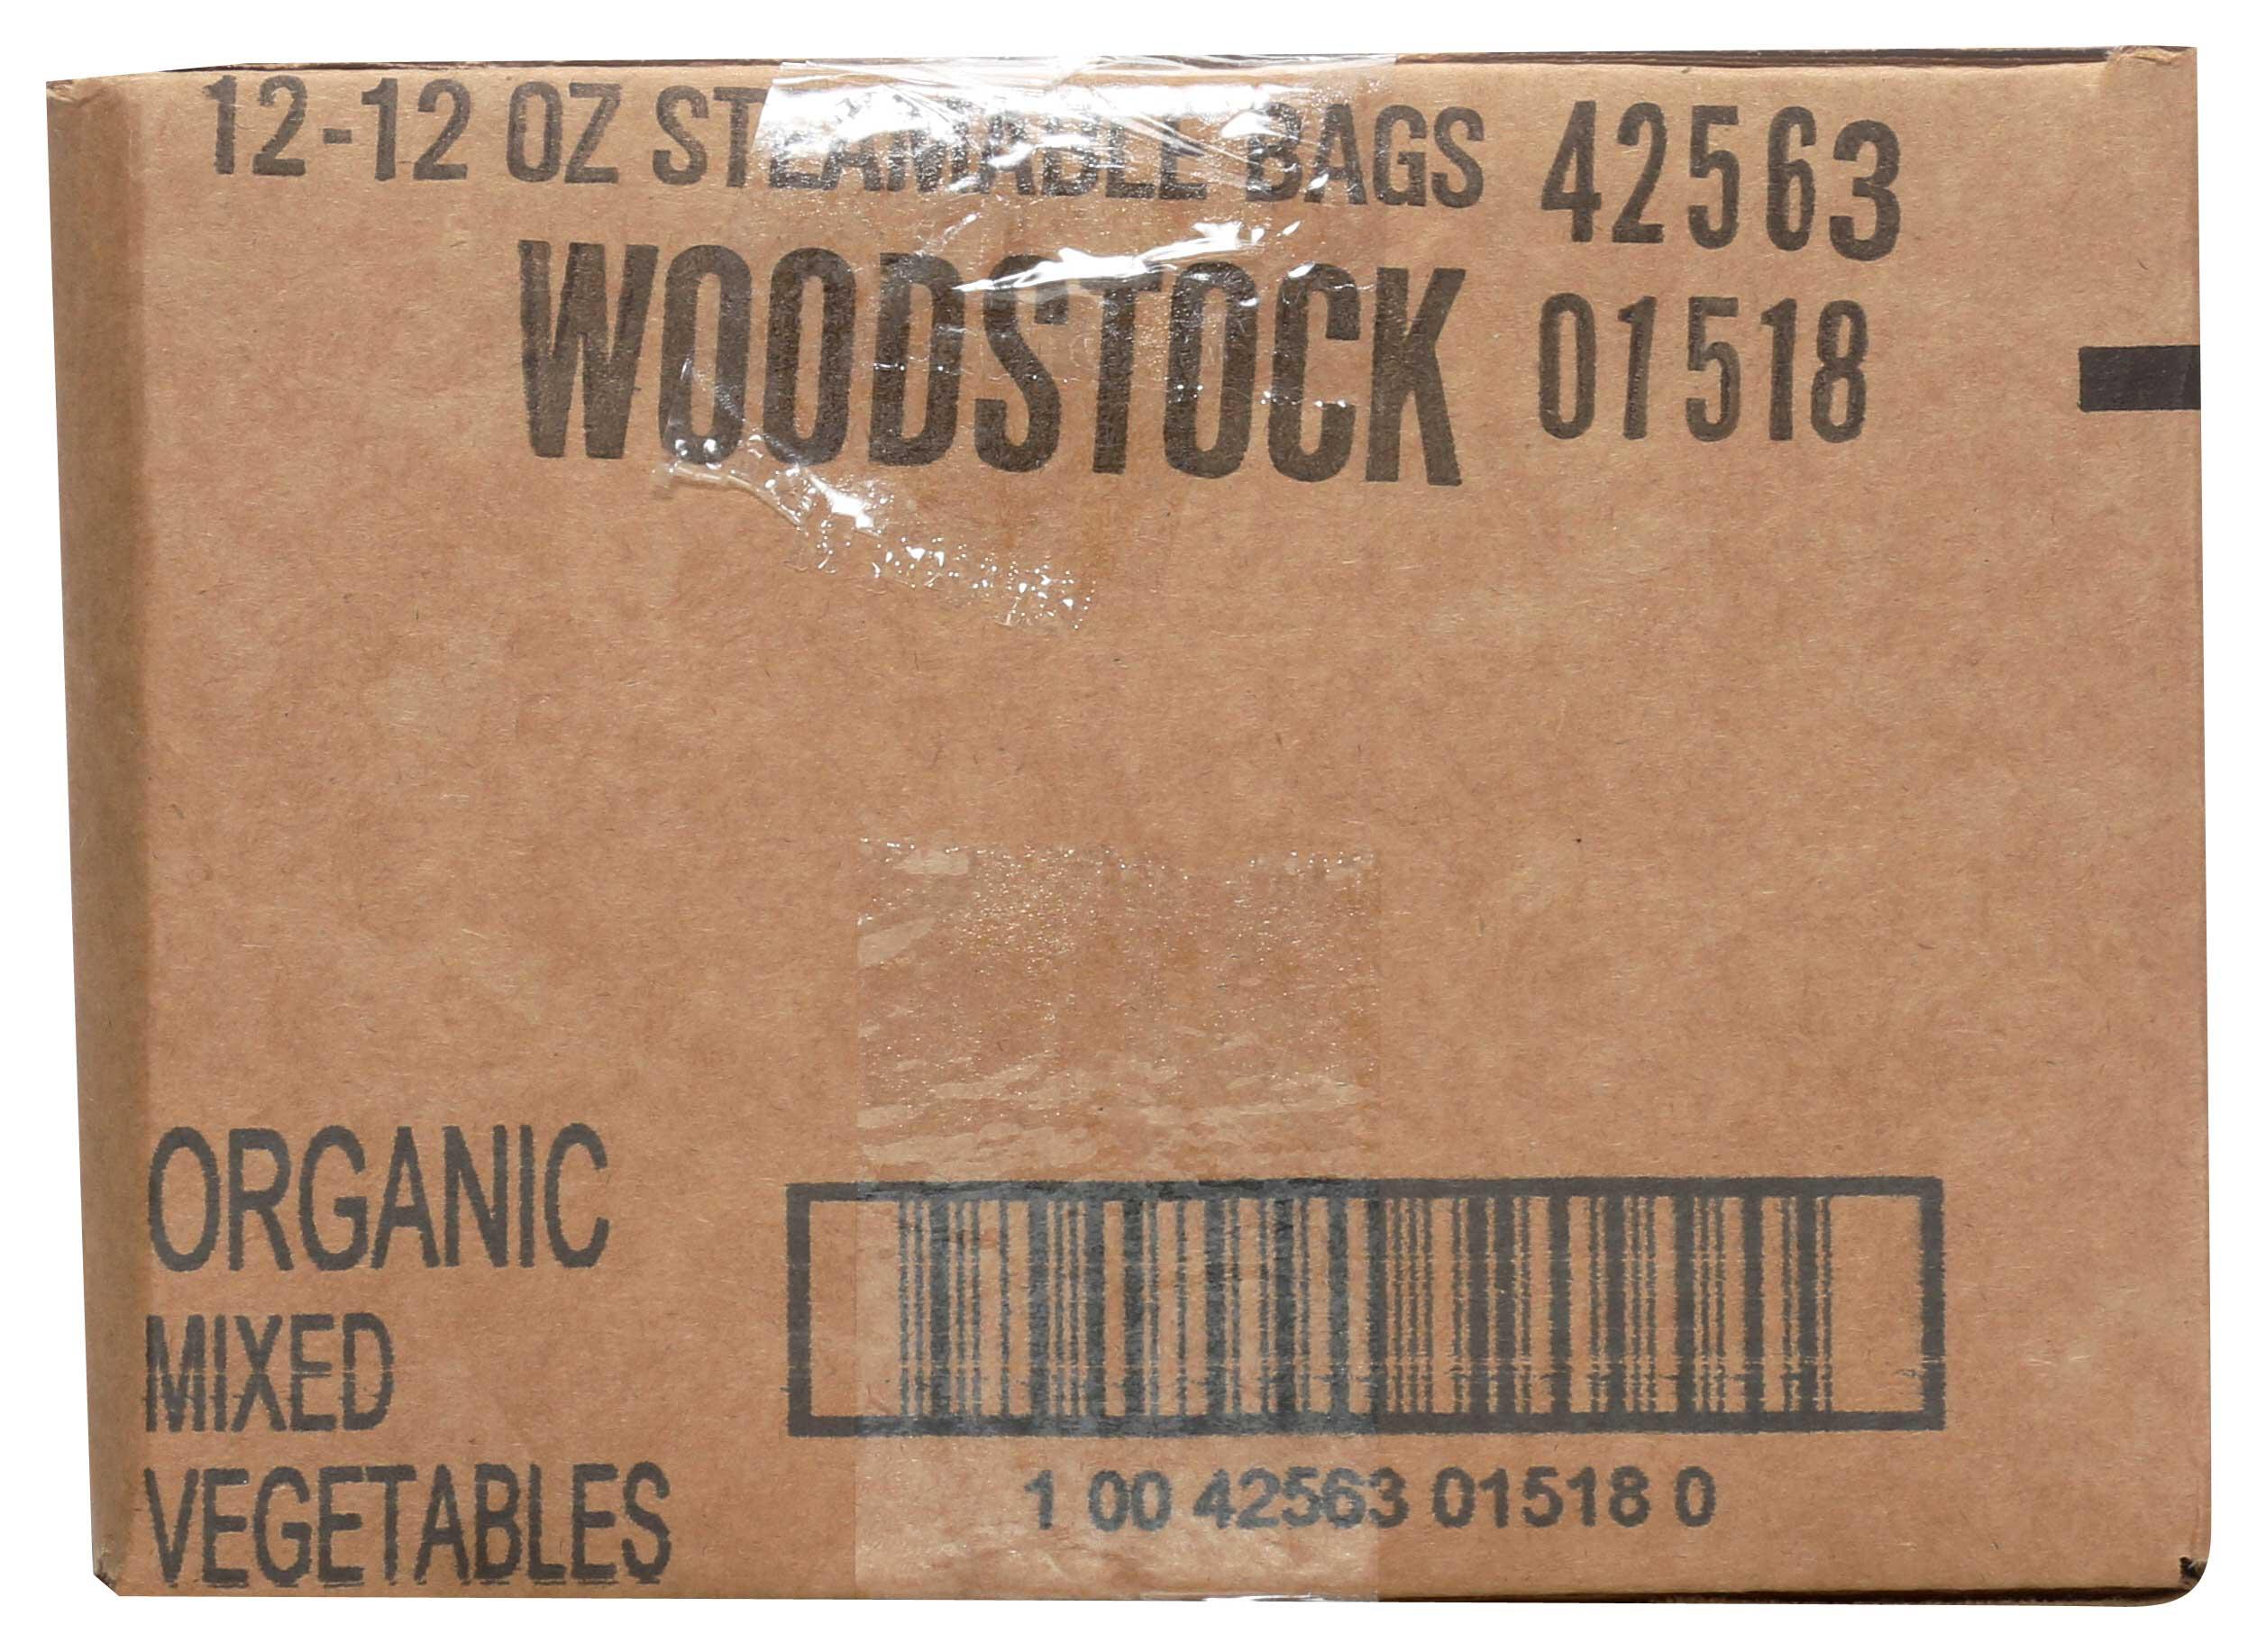 12-12 OZ STEAMABLE BAGS 42563
WOODSTOCK 01518
ORGANIC
MIXED
VEGETABLES
1 00 42563 01518 0